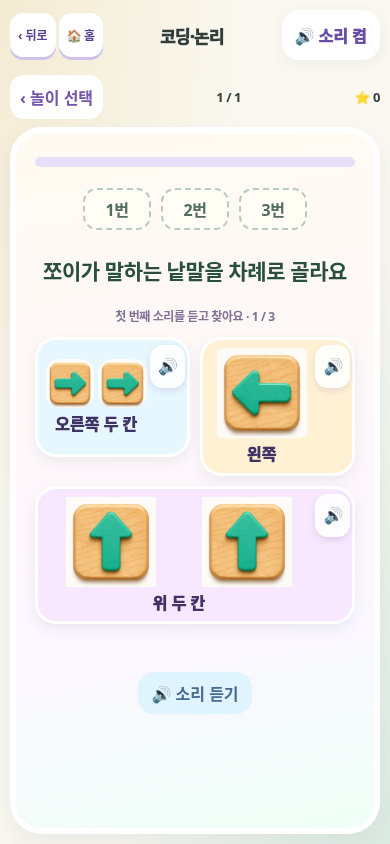 ‹ 뒤로 🏠 홈 코딩·논리 🔊 소리 켬
‹ 놀이 선택 1 / 1 ⭐ 0
1번 2번 3번
쪼이가 말하는 낱말을 차례로 골라요
첫 번째 소리를 듣고 찾아요 · 1 / 3
오른쪽 두 칸
왼쪽
위 두 칸
🔊 소리 듣기